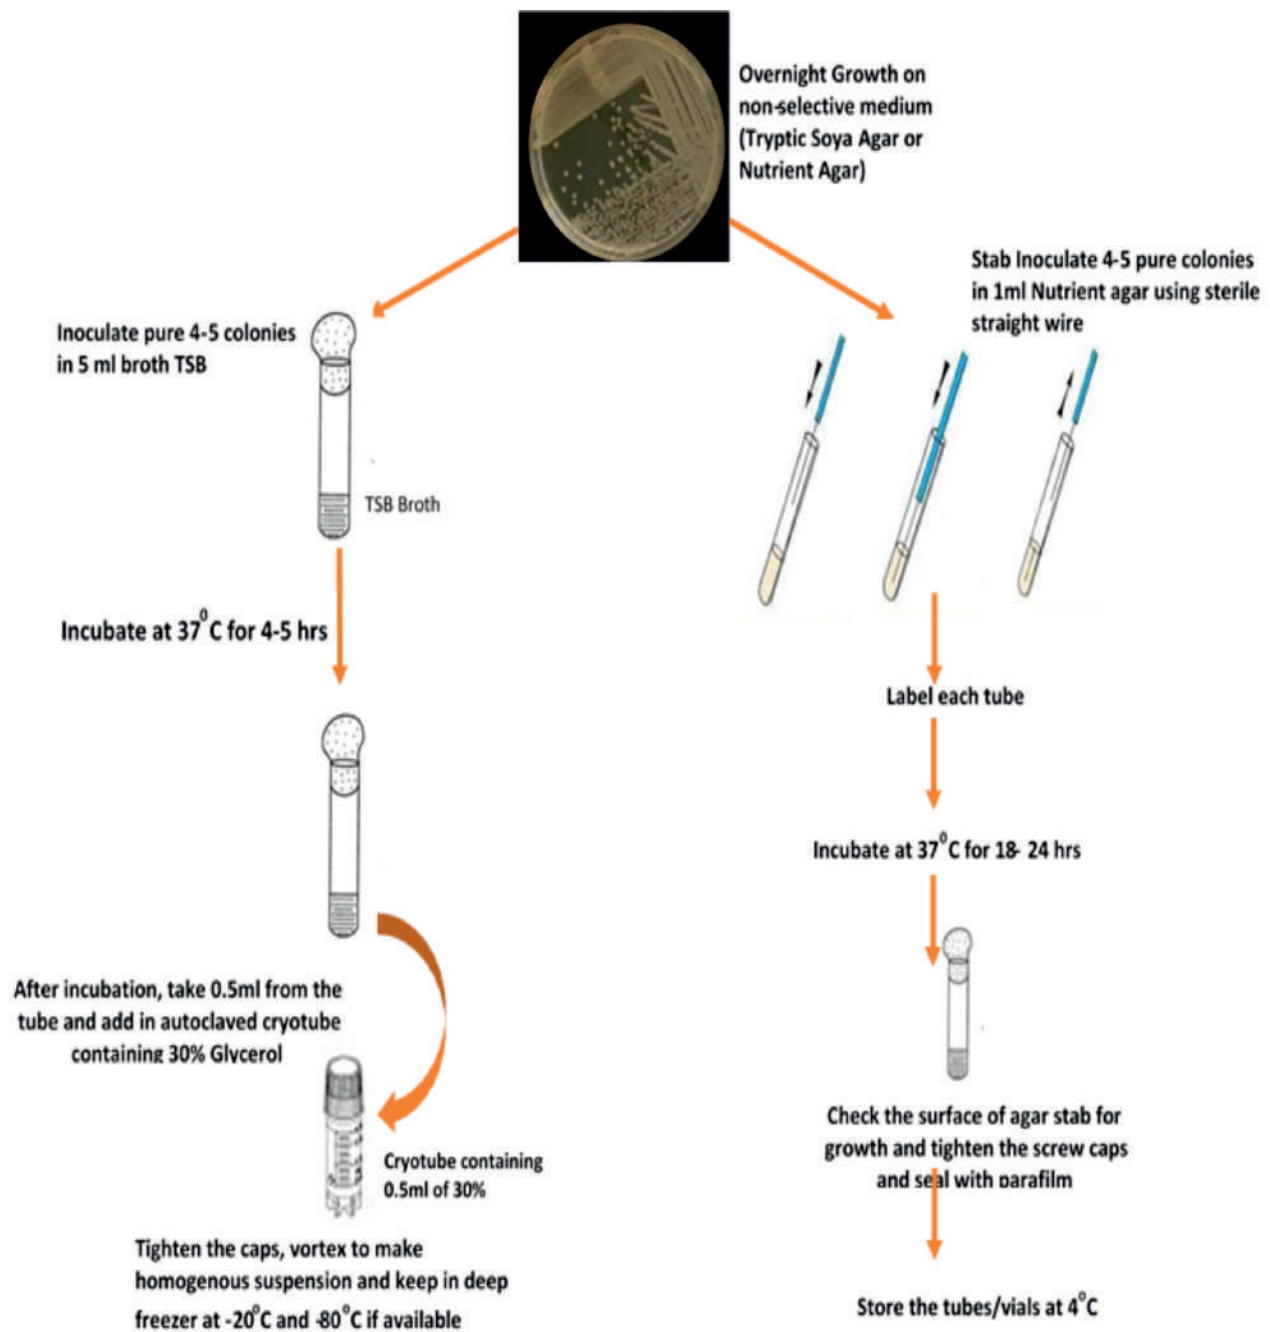 Overnight Growth on
non-selective medium
(Tryptic Soya Agar or
Nutrient Agar)
Stab Inoculate 4-5 pure colonies
in 1ml Nutrient agar using sterile
straight wire
Inoculate pure 4-5 colonies
in 5 ml broth TSB
TSB Broth
Incubate at 37⁰C for 4-5 hrs
Label each tube
Incubate at 37⁰C for 18- 24 hrs
After incubation, take 0.5ml from the
tube and add in autoclaved cryotube
containing 30% Glycerol
Cryotube containing
0.5ml of 30%
Tighten the caps, vortex to make
homogenous suspension and keep in deep
freezer at -20⁰C and -80⁰C if available
Check the surface of agar stab for
growth and tighten the screw caps
and seal with parafilm
Store the tubes/vials at 4⁰C